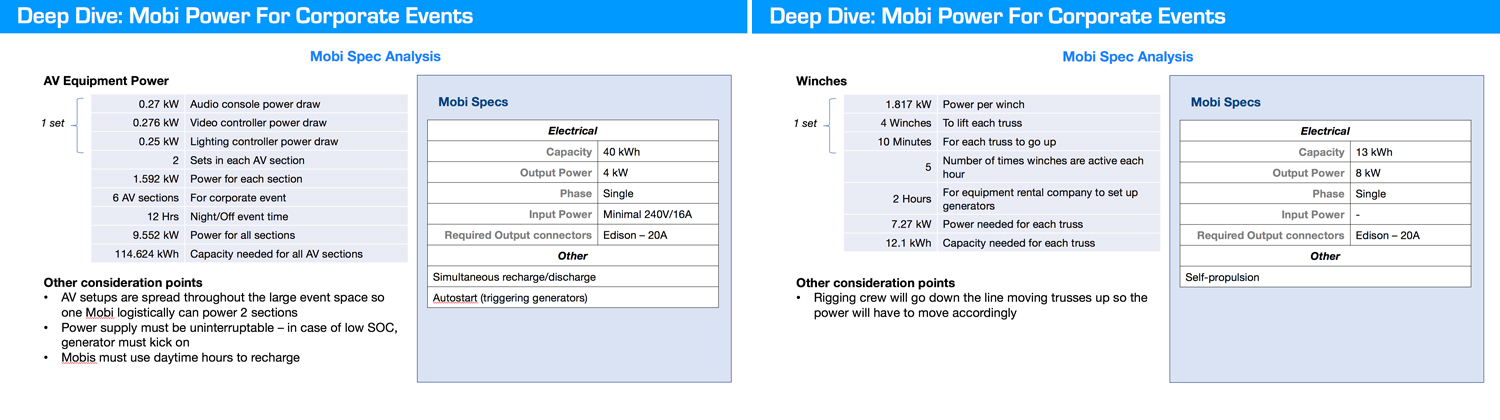 Deep Dive: Mobi Power For Corporate Events
Mobi Spec Analysis
AV Equipment Power
1 set
0.27 kW Audio console power draw
0.276 kW Video controller power draw
0.25 kW Lighting controller power draw
2 Sets in each AV section
1.592 kW Power for each section
6 AV sections For corporate event
12 Hrs Night/Off event time
9.552 kW Power for all sections
114.624 kWh Capacity needed for all AV sections
Other consideration points
• AV setups are spread throughout the large event space so
one Mobi logistically can power 2 sections
• Power supply must be uninterruptable – in case of low SOC,
generator must kick on
• Mobis must use daytime hours to recharge
Mobi Specs
Electrical
Capacity 40 kWh
Output Power 4 kW
Phase Single
Input Power Minimal 240V/16A
Required Output connectors Edison – 20A
Other
Simultaneous recharge/discharge
Autostart (triggering generators)
Deep Dive: Mobi Power For Corporate Events
Mobi Spec Analysis
Winches
1 set
1.817 kW Power per winch
4 Winches To lift each truss
10 Minutes For each truss to go up
5 Number of times winches are active each
hour
2 Hours For equipment rental company to set up
generators
7.27 kW Power needed for each truss
12.1 kWh Capacity needed for each truss
Other consideration points
• Rigging crew will go down the line moving trusses up so the
power will have to move accordingly
Mobi Specs
Electrical
Capacity 13 kWh
Output Power 8 kW
Phase Single
Input Power -
Required Output connectors Edison – 20A
Other
Self-propulsion